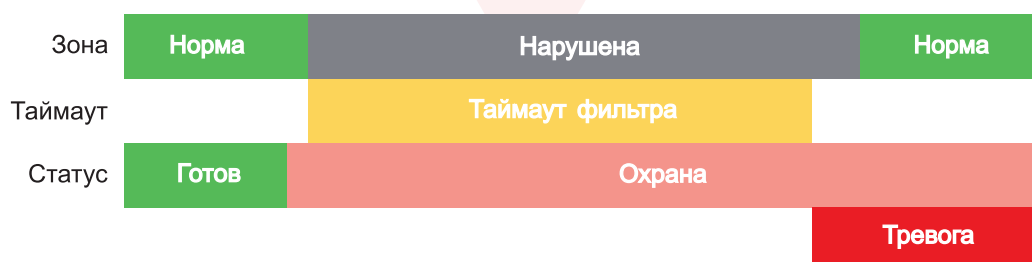 Зона Норма Нарушена Норма
Таймаут Таймаут фильтра
Статус Готов Охрана
Тревога